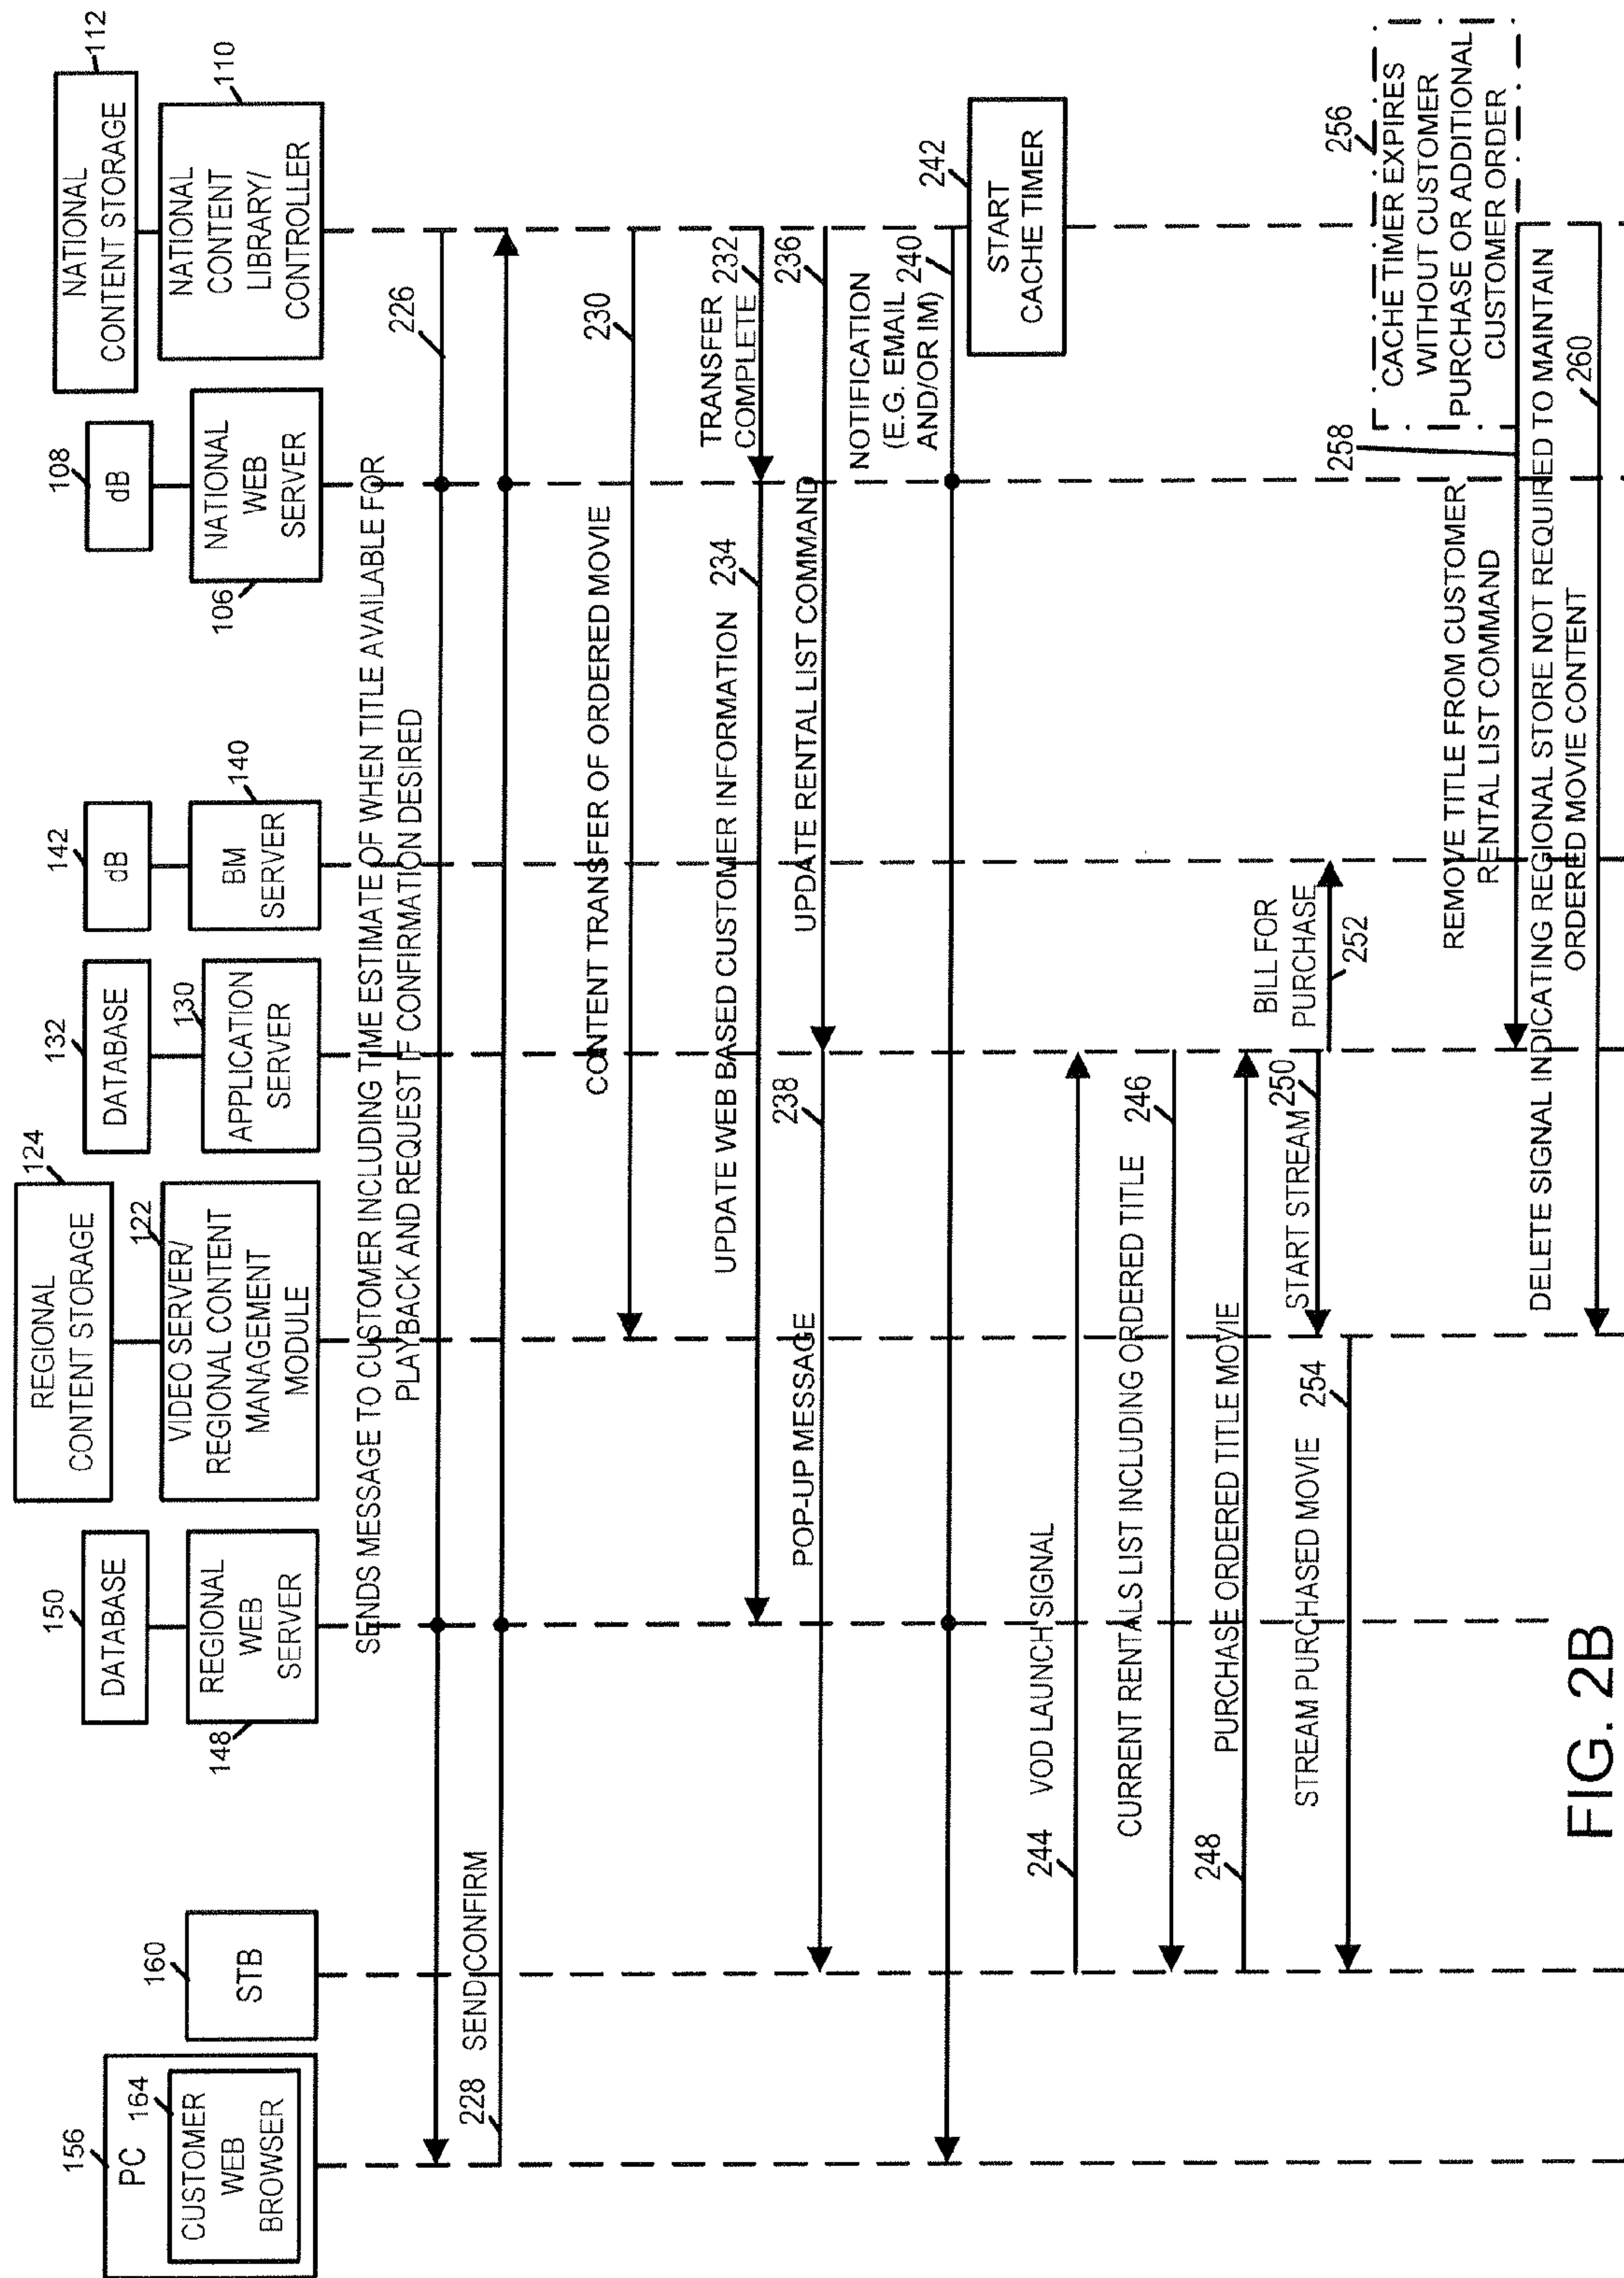 156
PC
164
CUSTOMER
WEB
BROWSER
160
STB
150
DATABASE
REGIONAL
WEB
SERVER
148
124
REGIONAL
CONTENT STORAGE
122
VIDEO SERVER/
REGIONAL CONTENT
MANAGEMENT
MODULE
132
DATABASE
130
APPLICATION
SERVER
142
dB
140
BM
SERVER
108
dB
NATIONAL
WEB
SERVER
106
112
NATIONAL
CONTENT STORAGE
NATIONAL
CONTENT
LIBRARY/
CONTROLLER
110
SENDS MESSAGE TO CUSTOMER INCLUDING TIME ESTIMATE OF WHEN TITLE AVAILABLE FOR
PLAYBACK AND REQUEST IF CONFIRMATION DESIRED
226
228 SEND CONFIRM
CONTENT TRANSFER OF ORDERED MOVIE
230
TRANSFER
COMPLETE
232
UPDATE WEB BASED CUSTOMER INFORMATION 234
UPDATE RENTAL LIST COMMAND
236
POP-UP MESSAGE
238
NOTIFICATION
(E.G. EMAIL
AND/OR IM)
240
242
START
CACHE TIMER
244 VOD LAUNCH SIGNAL
CURRENT RENTALS LIST INCLUDING ORDERED TITLE
246
248
PURCHASE ORDERED TITLE MOVIE
START STREAM
250
BILL FOR
PURCHASE
252
STREAM PURCHASED MOVIE 254
256
CACHE TIMER EXPIRES
WITHOUT CUSTOMER
PURCHASE OR ADDITIONAL
CUSTOMER ORDER
258
REMOVE TITLE FROM CUSTOMER
RENTAL LIST COMMAND
DELETE SIGNAL INDICATING REGIONAL STORE NOT REQUIRED TO MAINTAIN
ORDERED MOVIE CONTENT
260
FIG. 2B